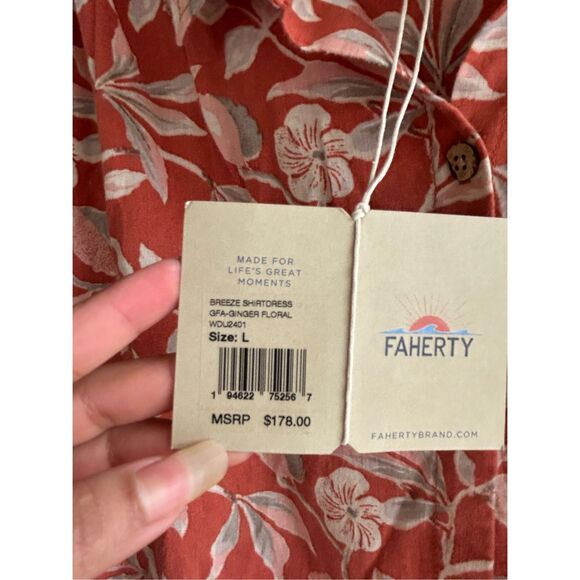 MADE FOR
LIFE'S GREAT
MOMENTS
BREEZE SHIRTDRESS
GFA-GINGER FLORAL
WDU2401
Size: L
1 94622 75256 7
MSRP $178.00
FAHERTY
FAHERTYBRAND.COM